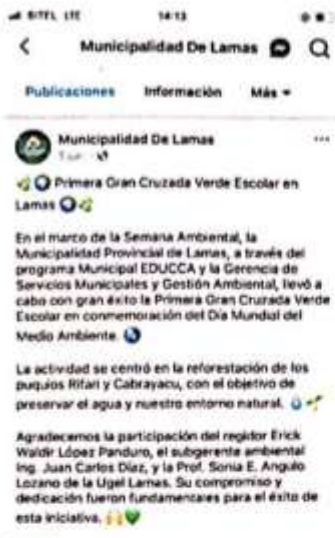 BITEL LTE 14:13
Municipalidad De Lamas
Publicaciones Información Más
Municipalidad De Lamas
Primera Gran Cruzada Verde Escolar en
Lamas
En el marco de la Semana Ambiental, la
Municipalidad Provincial de Lamas, a través del
programa Municipal EDUCCA y la Gerencia de
Servicios Municipales y Gestión Ambiental, llevó a
cabo con gran éxito la Primera Gran Cruzada Verde
Escolar en conmemoración del Día Mundial del
Medio Ambiente.
La actividad se centró en la reforestación de los
puquios Rifari y Cabrayacu, con el objetivo de
preservar el agua y nuestro entorno natural.
Agradecemos la participación del regidor Erick
Waldir López Panduro, el subgerente ambiental
Ing. Juan Carlos Díaz, y la Prof. Sonia E. Angulo
Lozano de la Ugel Lamas. Su compromiso y
dedicación fueron fundamentales para el éxito de
esta iniciativa.